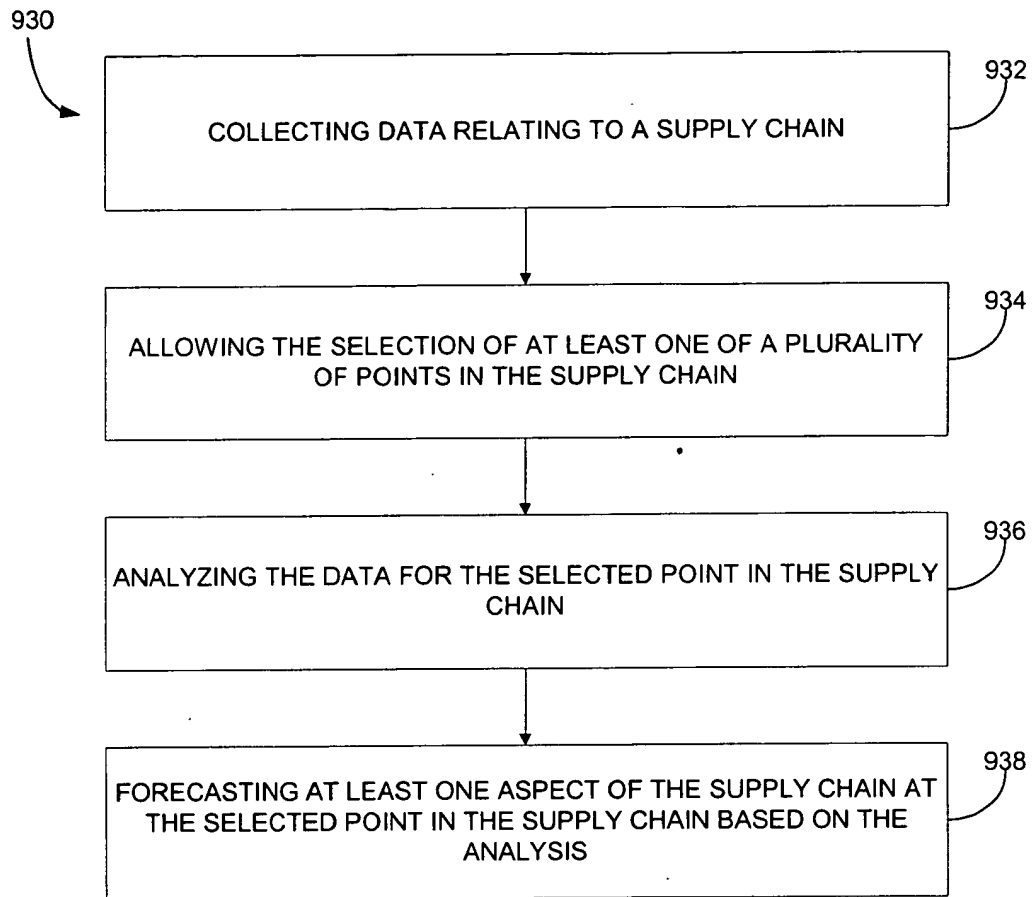 930
932
COLLECTING DATA RELATING TO A SUPPLY CHAIN
934
ALLOWING THE SELECTION OF AT LEAST ONE OF A PLURALITY
OF POINTS IN THE SUPPLY CHAIN
936
ANALYZING THE DATA FOR THE SELECTED POINT IN THE SUPPLY
CHAIN
938
FORECASTING AT LEAST ONE ASPECT OF THE SUPPLY CHAIN AT
THE SELECTED POINT IN THE SUPPLY CHAIN BASED ON THE
ANALYSIS